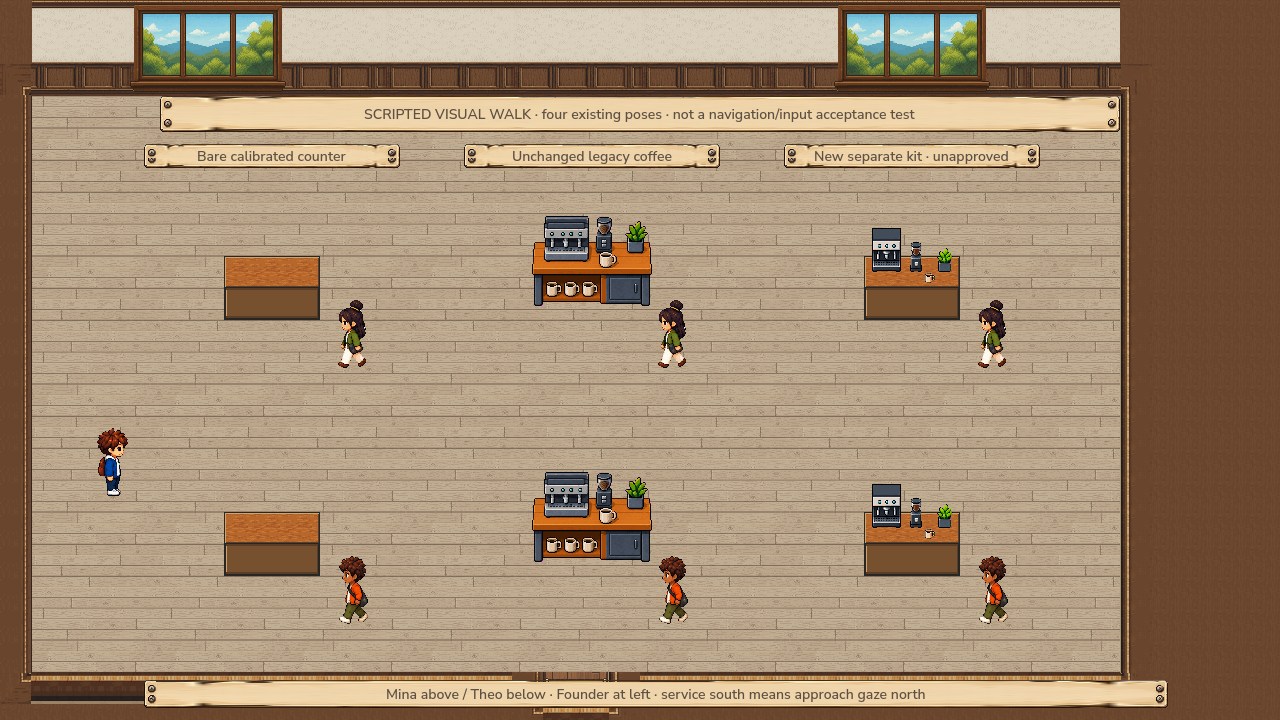 SCRIPTED VISUAL WALK · four existing poses · not a navigation/input acceptance test
Bare calibrated counter
Unchanged legacy coffee
New separate kit · unapproved
Mina above / Theo below · Founder at left · service south means approach gaze north